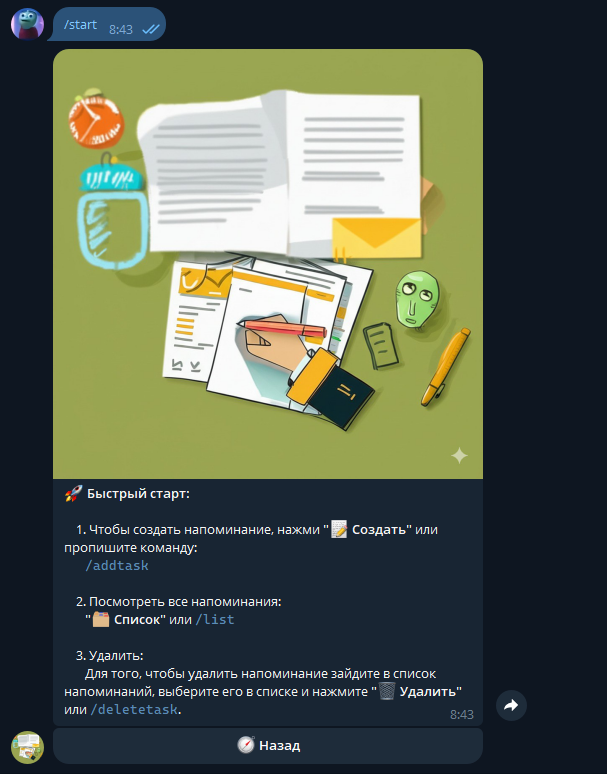 /start 8:43
🚀 Быстрый старт:
1. Чтобы создать напоминание, нажми "📝 Создать" или
пропишите команду:
/addtask
2. Посмотреть все напоминания:
"🗂 Список" или /list
3. Удалить:
Для того, чтобы удалить напоминание зайдите в список
напоминаний, выберите его в списке и нажмите "🗑 Удалить"
или /deletetask.
8:43
🧭 Назад